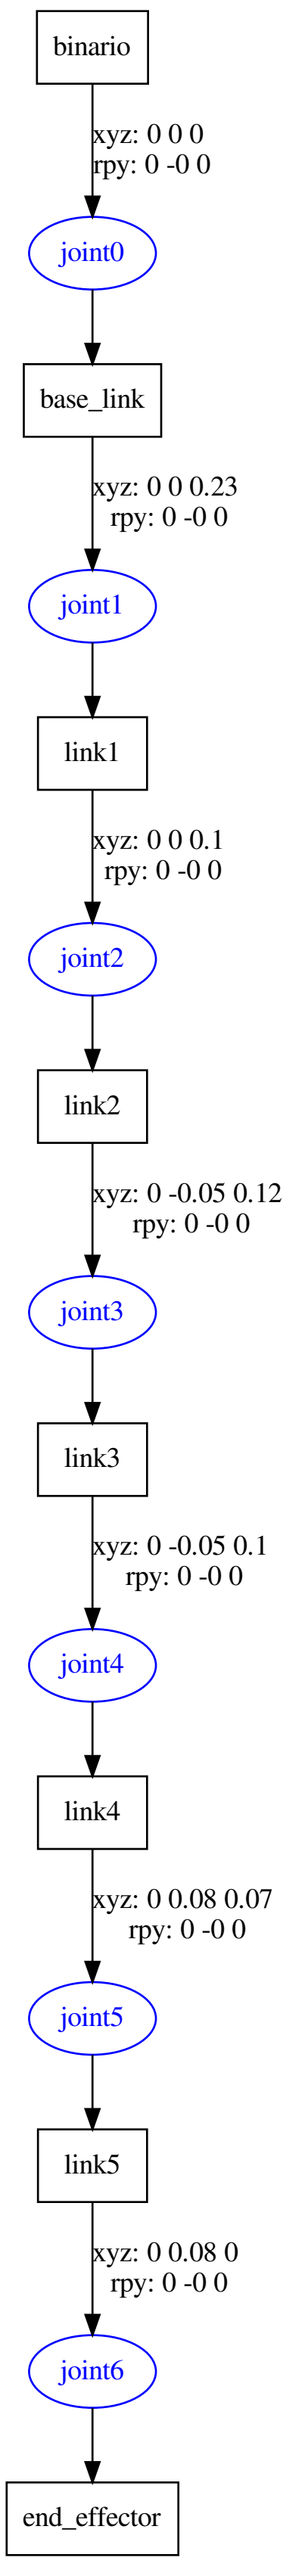 binario
xyz: 0 0 0
rpy: 0 -0 0
joint0
base_link
xyz: 0 0 0.23
rpy: 0 -0 0
joint1
link1
xyz: 0 0 0.1
rpy: 0 -0 0
joint2
link2
xyz: 0 -0.05 0.12
rpy: 0 -0 0
joint3
link3
xyz: 0 -0.05 0.1
rpy: 0 -0 0
joint4
link4
xyz: 0 0.08 0.07
rpy: 0 -0 0
joint5
link5
xyz: 0 0.08 0
rpy: 0 -0 0
joint6
end_effector